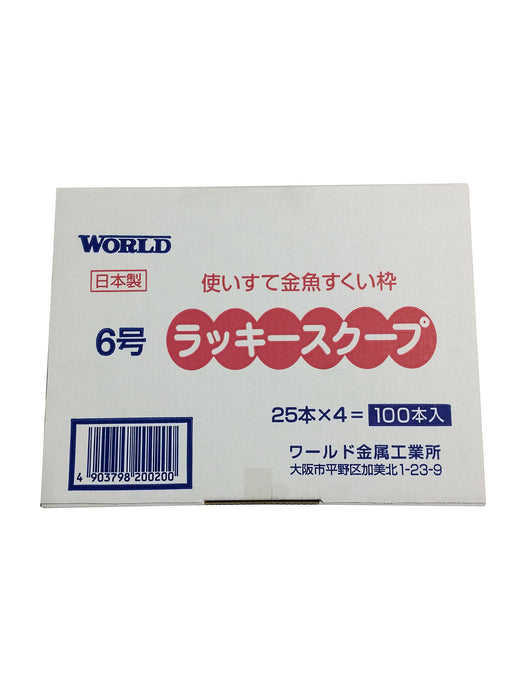 WORLD
日本製
使いすて金魚すくい枠
6号
ラッキースクープ
25本×4=100本入
ワールド金属工業所
大阪市平野区加美北1-23-9
4 903798 200200